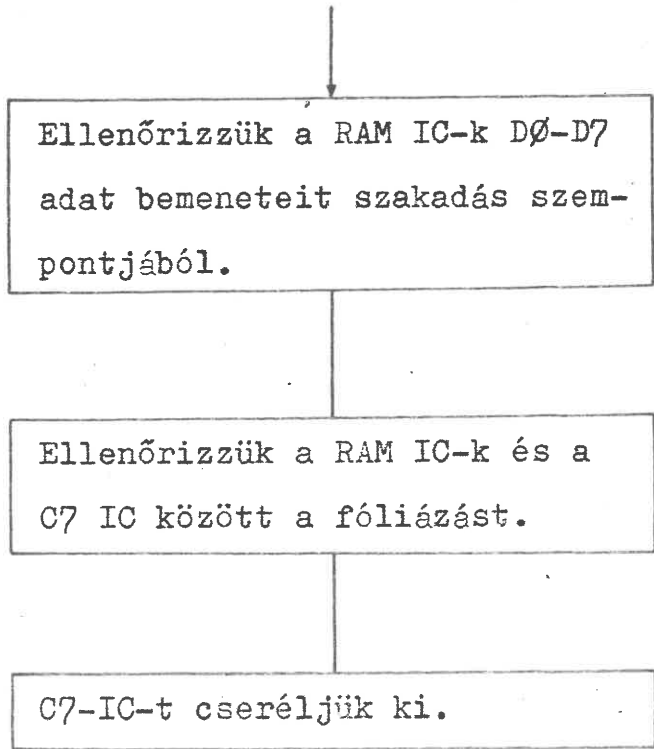 Ellenőrizzük a RAM IC-k DØ-D7
adat bemeneteit szakadás szem-
pontjából.
Ellenőrizzük a RAM IC-k és a
C7 IC között a fóliázást.
C7-IC-t cseréljük ki.